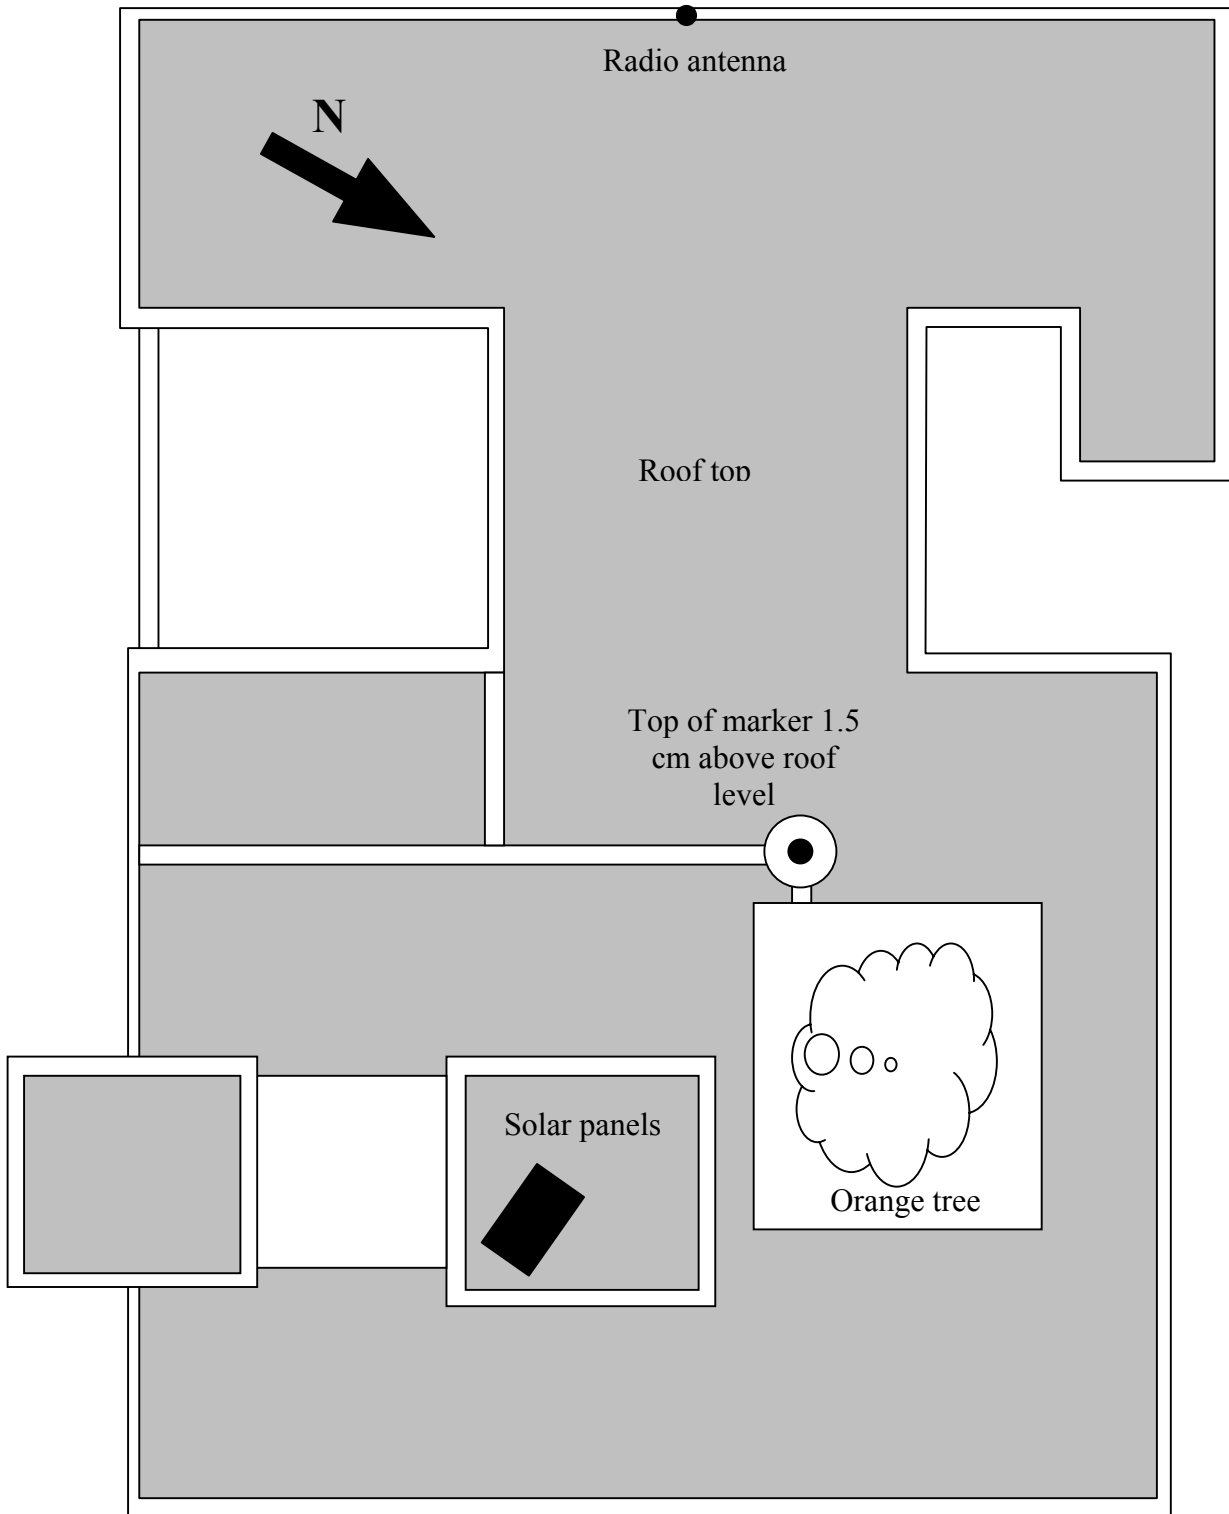 Radio antenna
N
Roof top
Top of marker 1.5
cm above roof
level
Solar panels
Orange tree